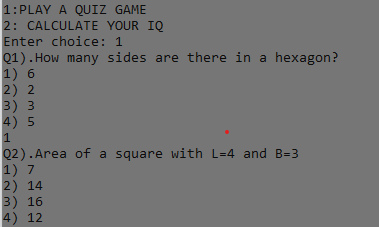 1:PLAY A QUIZ GAME
2: CALCULATE YOUR IQ
Enter choice: 1
Q1).How many sides are there in a hexagon?
1) 6
2) 2
3) 3
4) 5
1
Q2).Area of a square with L=4 and B=3
1) 7
2) 14
3) 16
4) 12